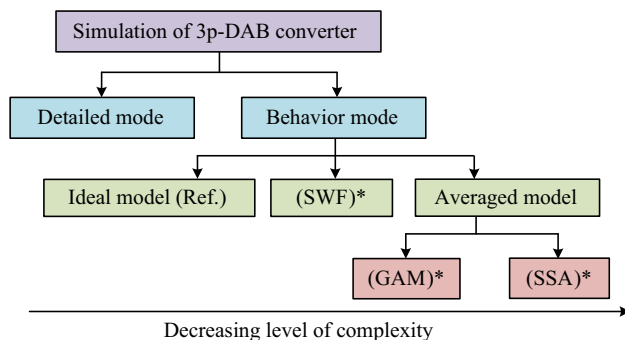 Simulation of 3p-DAB converter
Detailed mode
Behavior mode
Ideal model (Ref.)
(SWF)*
Averaged model
(GAM)*
(SSA)*
Decreasing level of complexity